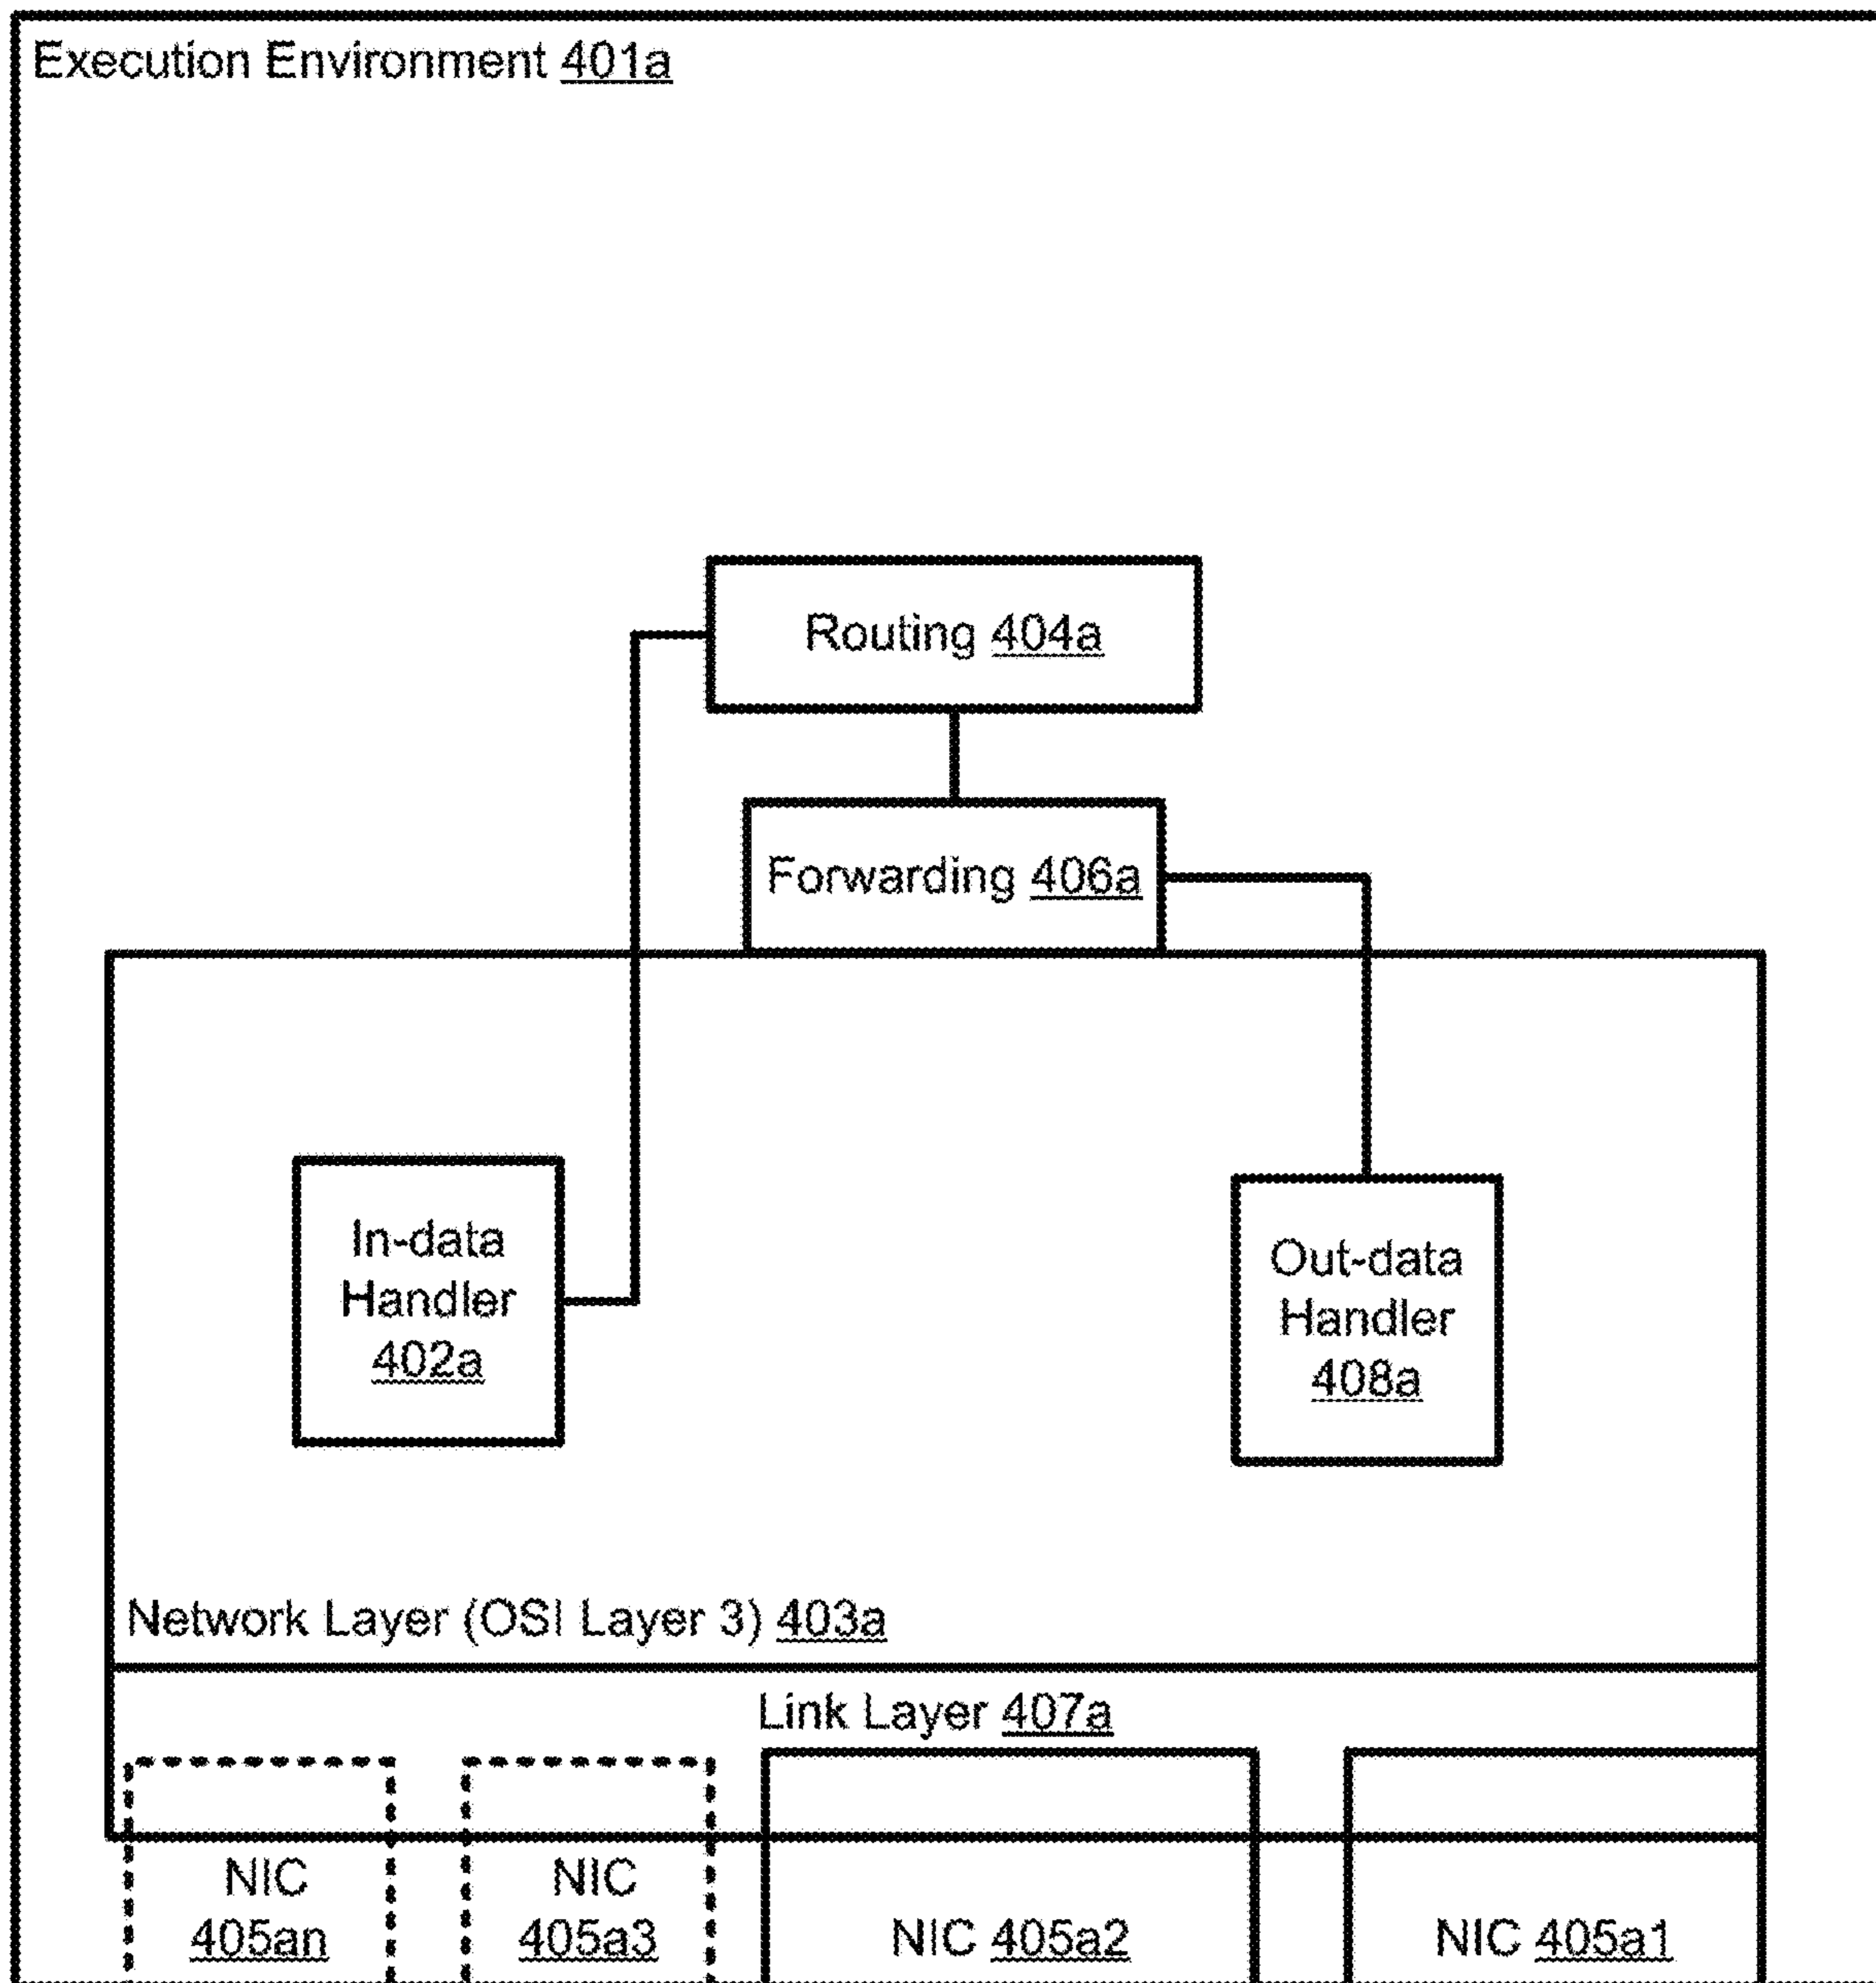 Execution Environment 401a
Routing 404a
Forwarding 406a
In-data
Handler
402a
Out-data
Handler
408a
Network Layer (OSI Layer 3) 403a
Link Layer 407a
NIC
405an
NIC
405a3
NIC 405a2
NIC 405a1